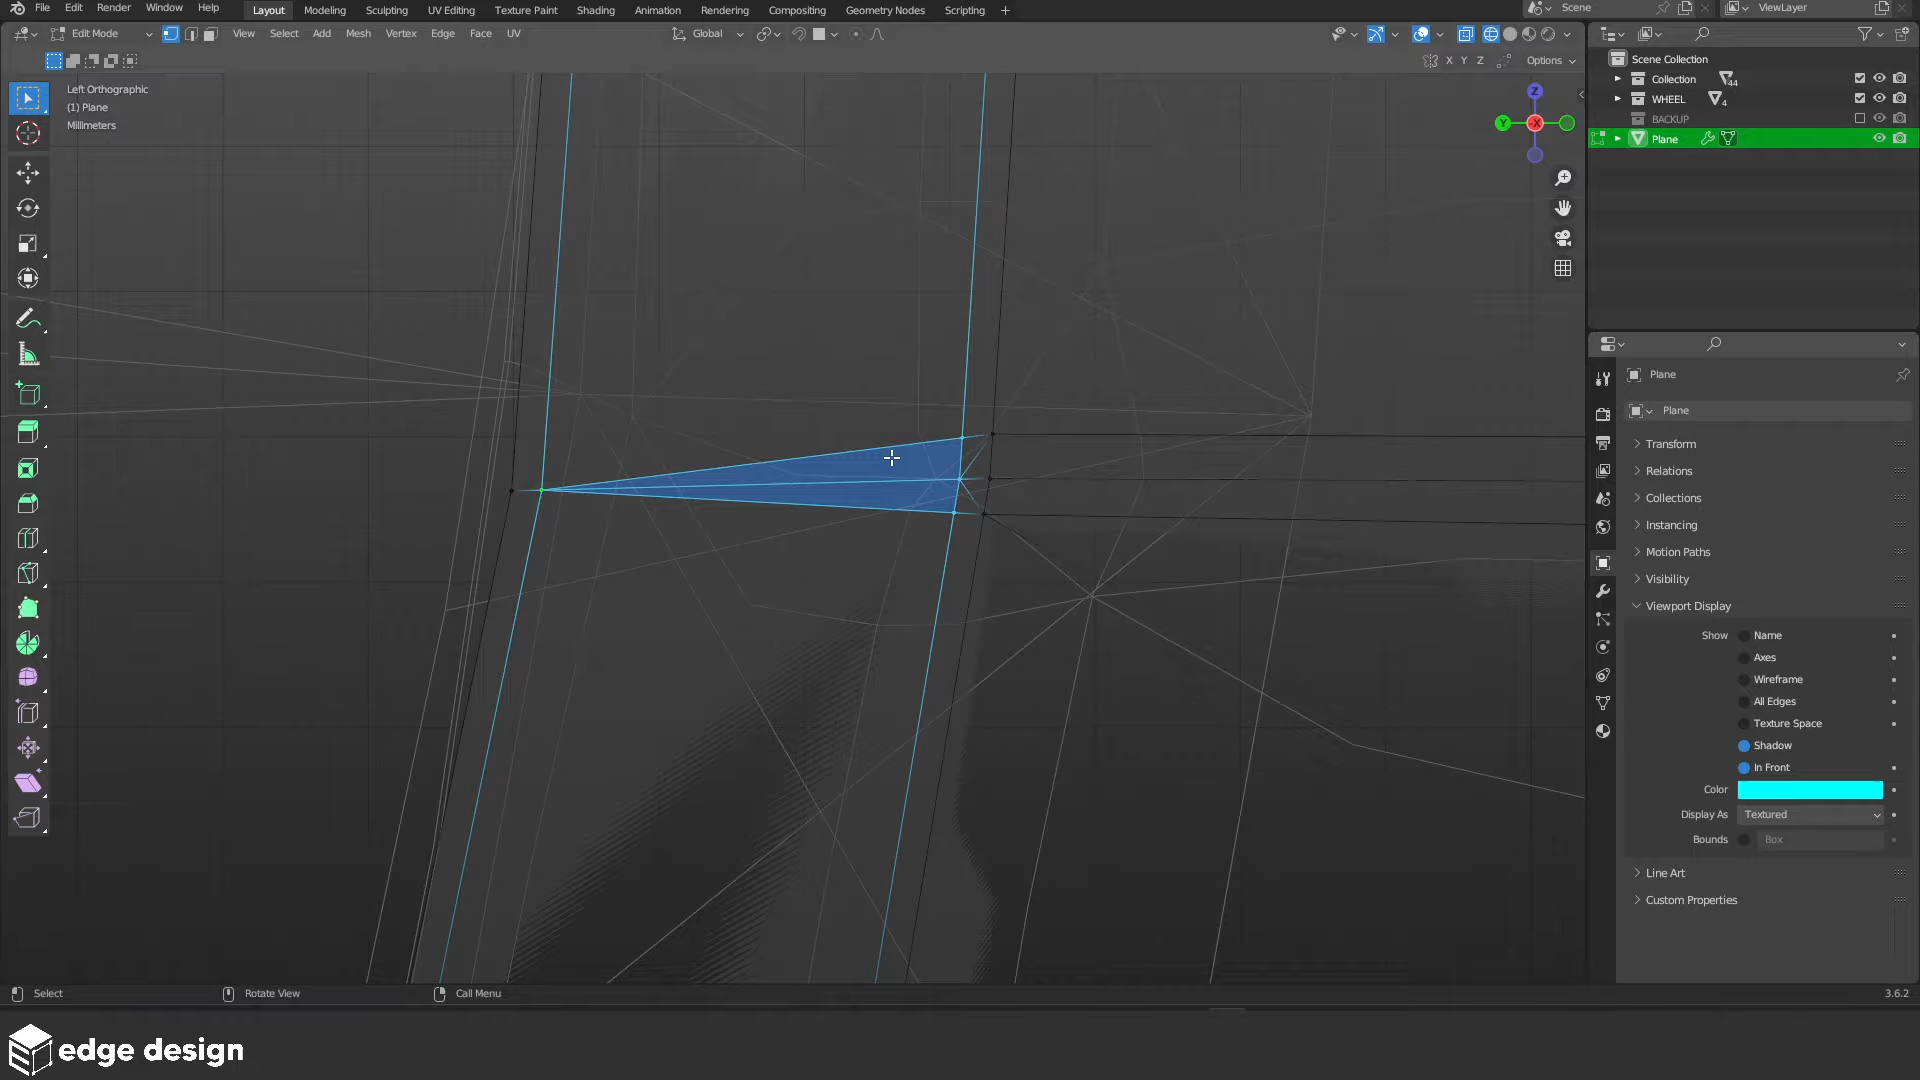 File Edit Render Window Help Layout Modeling Sculpting UV Editing Texture Paint Shading Animation Rendering Compositing Geometry Nodes Scripting + Scene ViewLayer
Edit Mode View Select Add Mesh Vertex Edge Face UV Global
X Y Z Options
Left Orthographic
(1) Plane
Millimeters
Z
Y
-X
Scene Collection
Collection 44
WHEEL 4
BACKUP
Plane
Plane
Plane
Transform
Relations
Collections
Instancing
Motion Paths
Visibility
Viewport Display
Show Name
Axes
Wireframe
All Edges
Texture Space
Shadow
In Front
Color
Display As Textured
Bounds Box
Line Art
Custom Properties
Select Rotate View Call Menu 3.6.2
edge design